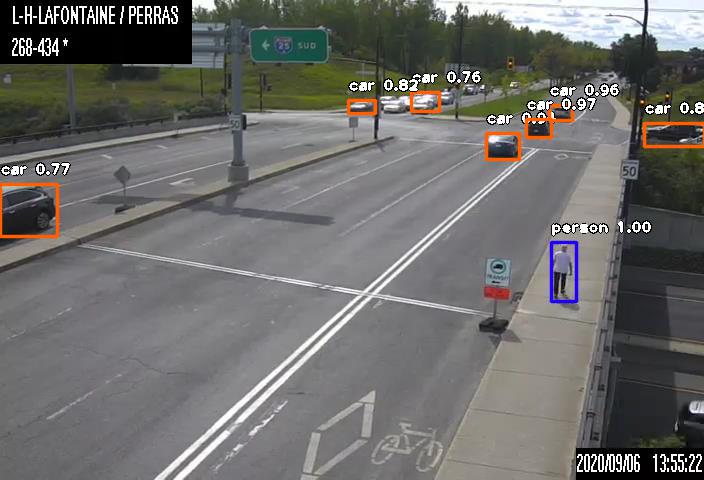 L-H-LAFONTAINE / PERRAS
268-434 *
25 SUD
car 0.82
car 0.76
car 0.96
car 0.97
car 0.8
car 0.77
50
person 1.00
TRANSIT
2020/09/06 13:55:22